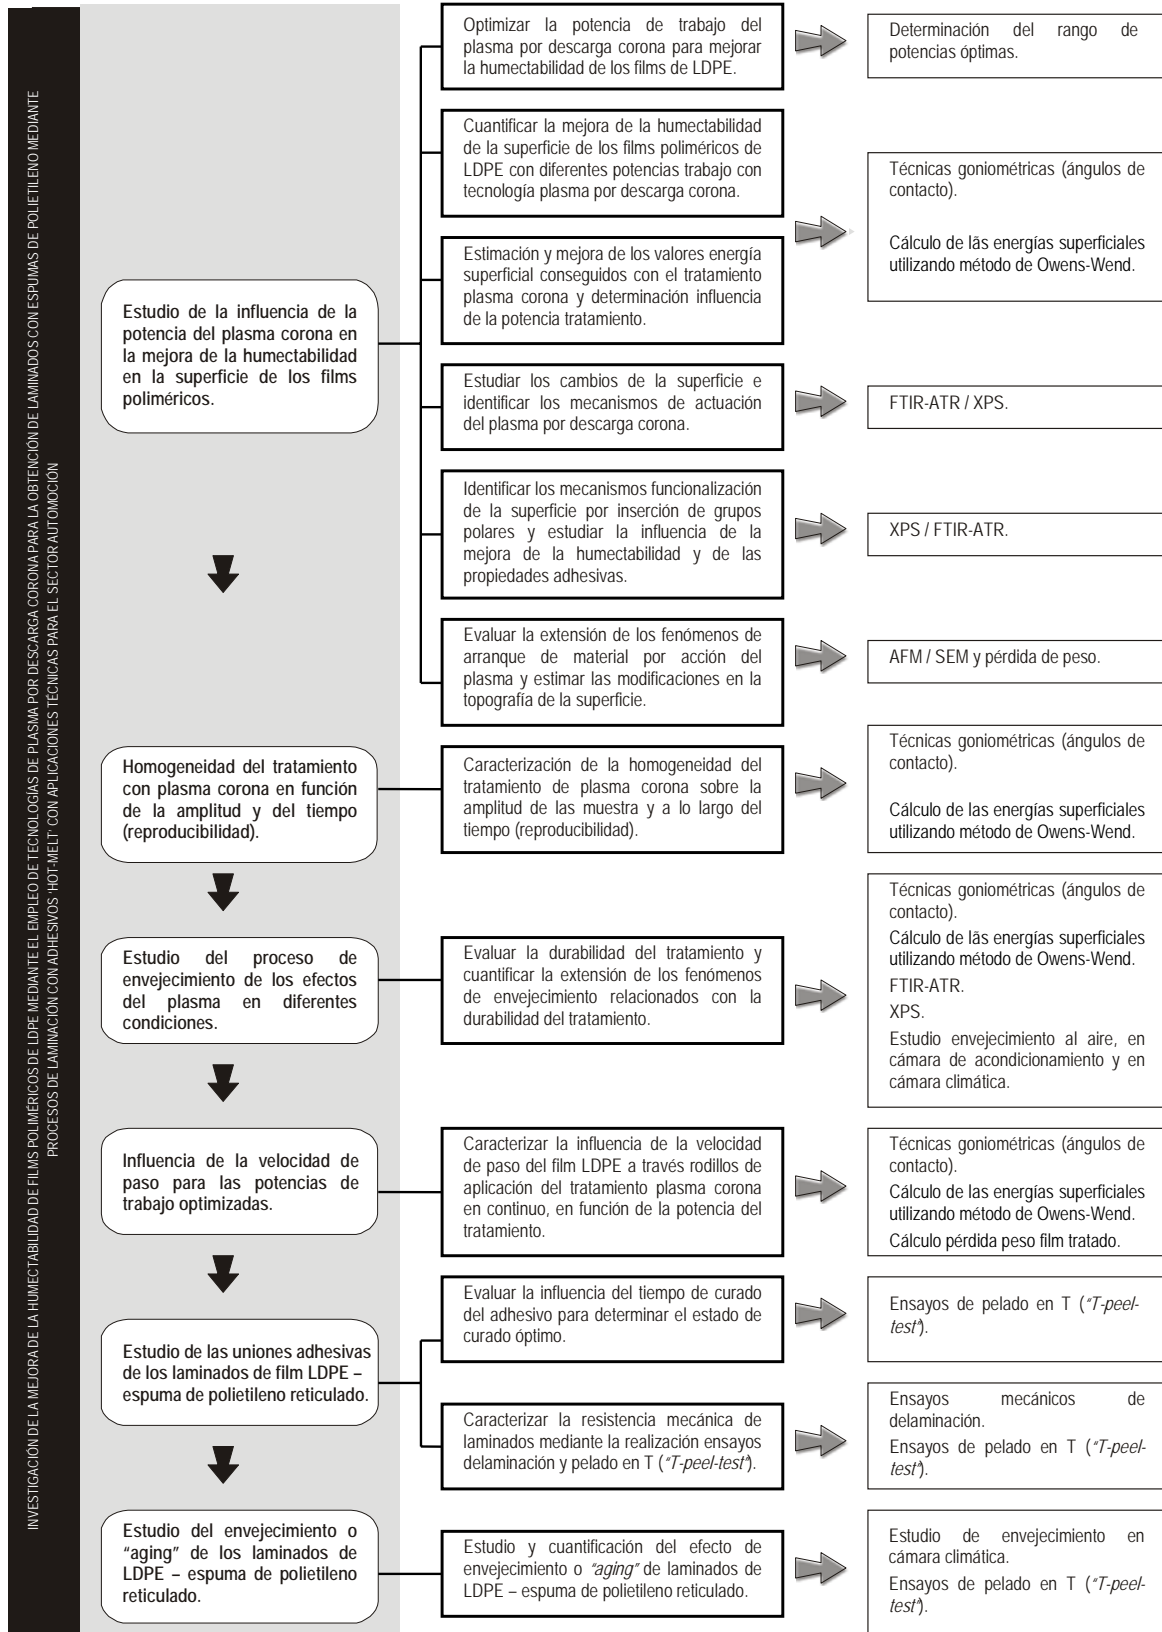 INVESTIGACIÓN DE LA MEJORA DE LA HUMECTABILIDAD DE FILMS POLIMÉRICOS DE LDPE MEDIANTE EL EMPLEO DE TECNOLOGÍAS DE PLASMA POR DESCARGA CORONA PARA LA OBTENCIÓN DE LAMINADOS CON ESPUMAS DE POLIETILENO MEDIANTE
PROCESOS DE LAMINACIÓN CON ADHESIVOS 'HOT-MELT' CON APLICACIONES TÉCNICAS PARA EL SECTOR AUTOMOCIÓN
Estudio de la influencia de la
potencia del plasma corona en
la mejora de la humectabilidad
en la superficie de los films
poliméricos.
Optimizar la potencia de trabajo del
plasma por descarga corona para mejorar
la humectabilidad de los films de LDPE.
Determinación del rango de
potencias óptimas.
Cuantificar la mejora de la humectabilidad
de la superficie de los films poliméricos de
LDPE con diferentes potencias trabajo con
tecnología plasma por descarga corona.
Estimación y mejora de los valores energía
superficial conseguidos con el tratamiento
plasma corona y determinación influencia
de la potencia tratamiento.
Técnicas goniométricas (ángulos de
contacto).
Cálculo de lãs energías superficiales
utilizando método de Owens-Wend.
Estudiar los cambios de la superficie e
identificar los mecanismos de actuación
del plasma por descarga corona.
FTIR-ATR / XPS.
Identificar los mecanismos funcionalización
de la superficie por inserción de grupos
polares y estudiar la influencia de la
mejora de la humectabilidad y de las
propiedades adhesivas.
XPS / FTIR-ATR.
Evaluar la extensión de los fenómenos de
arranque de material por acción del
plasma y estimar las modificaciones en la
topografía de la superficie.
AFM / SEM y pérdida de peso.
Homogeneidad del tratamiento
con plasma corona en función
de la amplitud y del tiempo
(reproducibilidad).
Caracterización de la homogeneidad del
tratamiento de plasma corona sobre la
amplitud de las muestra y a lo largo del
tiempo (reproducibilidad).
Técnicas goniométricas (ángulos de
contacto).
Cálculo de las energías superficiales
utilizando método de Owens-Wend.
Estudio del proceso de
envejecimiento de los efectos
del plasma en diferentes
condiciones.
Evaluar la durabilidad del tratamiento y
cuantificar la extensión de los fenómenos
de envejecimiento relacionados con la
durabilidad del tratamiento.
Técnicas goniométricas (ángulos de
contacto).
Cálculo de lãs energías superficiales
utilizando método de Owens-Wend.
FTIR-ATR.
XPS.
Estudio envejecimiento al aire, en
cámara de acondicionamiento y en
cámara climática.
Influencia de la velocidad de
paso para las potencias de
trabajo optimizadas.
Caracterizar la influencia de la velocidad
de paso del film LDPE a través rodillos de
aplicación del tratamiento plasma corona
en continuo, en función de la potencia del
tratamiento.
Técnicas goniométricas (ángulos de
contacto).
Cálculo de las energías superficiales
utilizando método de Owens-Wend.
Cálculo pérdida peso film tratado.
Estudio de las uniones adhesivas
de los laminados de film LDPE –
espuma de polietileno reticulado.
Evaluar la influencia del tiempo de curado
del adhesivo para determinar el estado de
curado óptimo.
Ensayos de pelado en T ("T-peel-
test").
Caracterizar la resistencia mecánica de
laminados mediante la realización ensayos
delaminación y pelado en T ("T-peel-test").
Ensayos mecánicos de
delaminación.
Ensayos de pelado en T ("T-peel-
test").
Estudio del envejecimiento o
"aging" de los laminados de
LDPE – espuma de polietileno
reticulado.
Estudio y cuantificación del efecto de
envejecimiento o "aging" de laminados de
LDPE – espuma de polietileno reticulado.
Estudio de envejecimiento en
cámara climática.
Ensayos de pelado en T ("T-peel-
test").